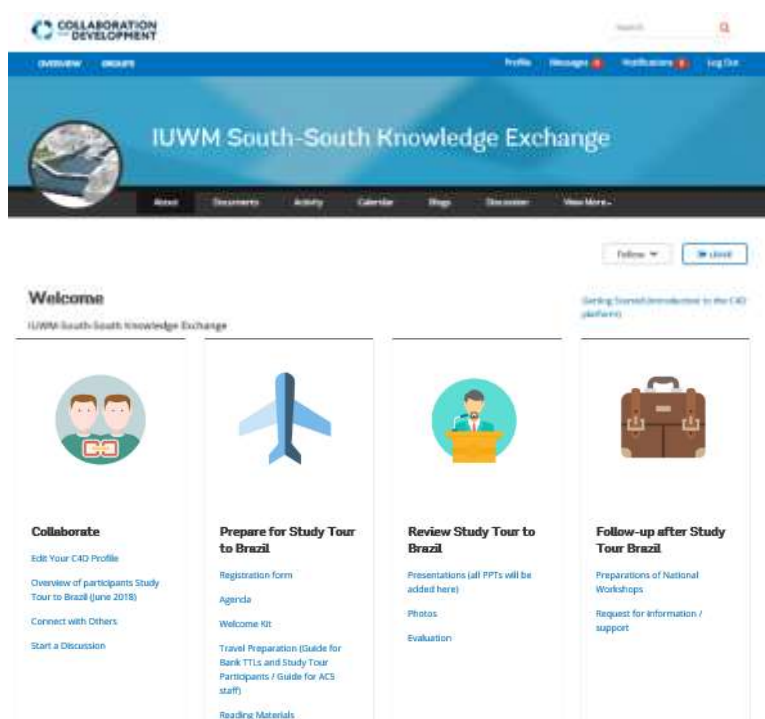 COLLABORATION
DEVELOPMENT
Search
OVERVIEW GROUPS Profile Messages Notifications Log Out
IUWM South-South Knowledge Exchange
About Documents Activity Calendar Blogs Discussion View More...
Follow
Welcome
Getting Started (Introduction to the C4D
platform)
IUWM South-South Knowledge Exchange
Collaborate
Edit Your C4D Profile
Overview of participants Study
Tour to Brazil (June 2018)
Connect with Others
Start a Discussion
Prepare for Study Tour
to Brazil
Registration form
Agenda
Welcome Kit
Travel Preparation (Guide for
Bank TTLs and Study Tour
Participants / Guide for ACS
staff)
Reading Materials
Review Study Tour to
Brazil
Presentations (all PPTs will be
added here)
Photos
Evaluation
Follow-up after Study
Tour Brazil
Preparations of National
Workshops
Request for information /
support